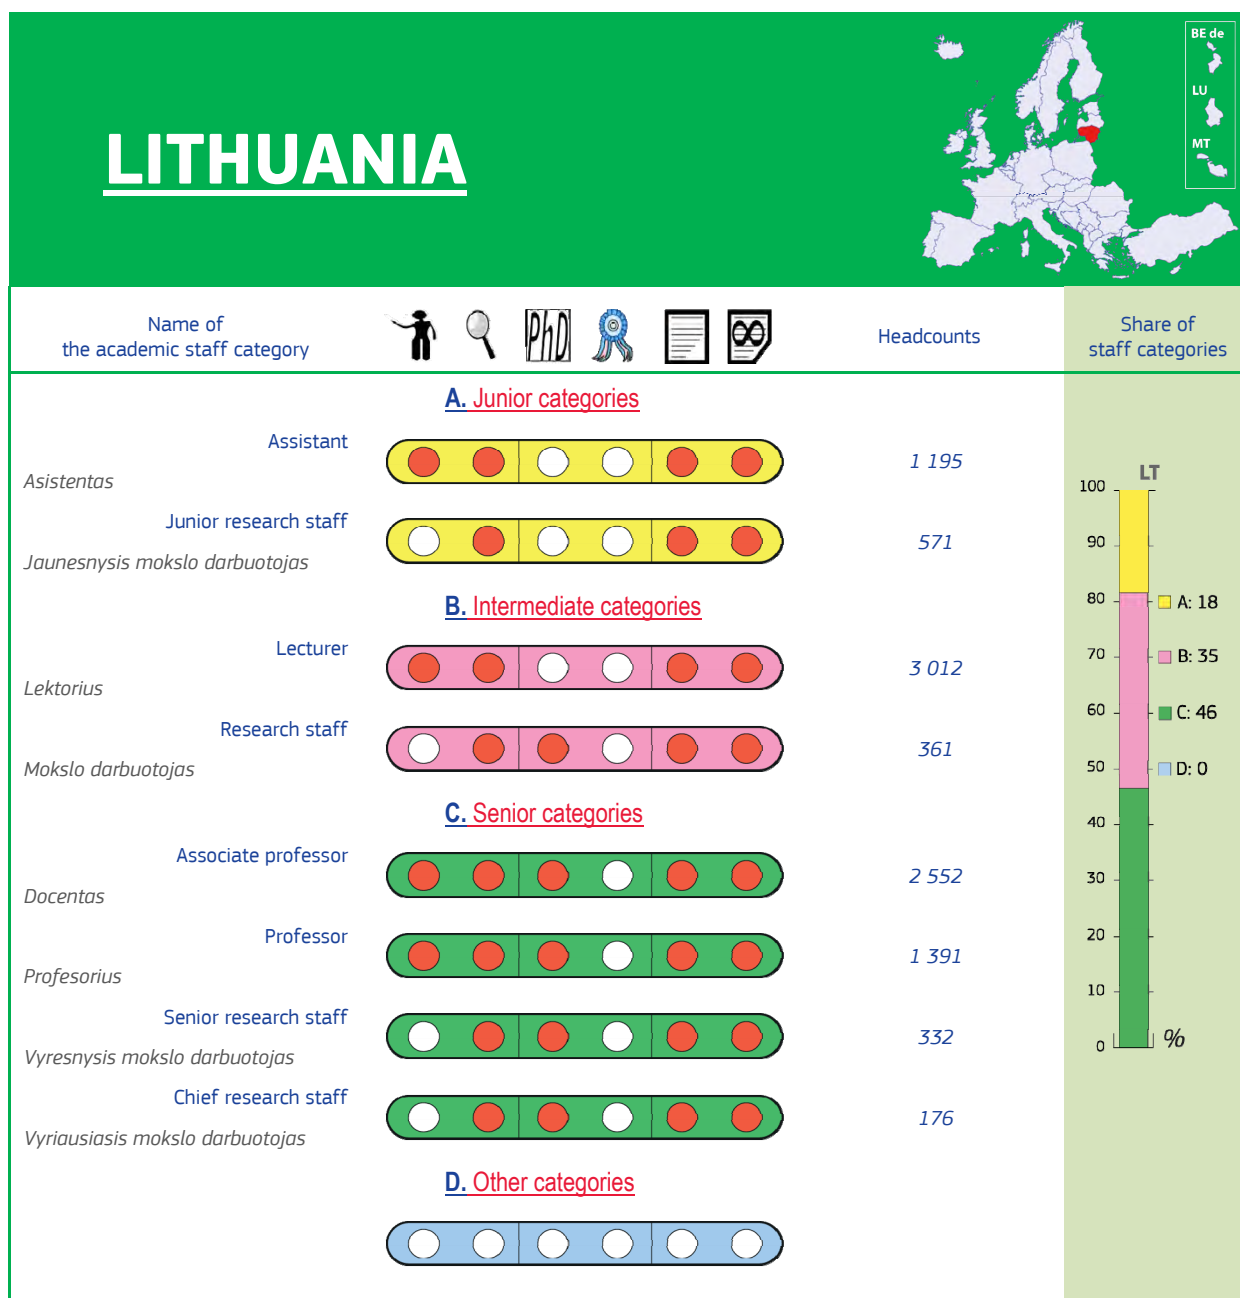 BE de
LU
MT
LITHUANIA
Name of
the academic staff category
PhD
Headcounts
Share of
staff categories
A. Junior categories
Assistant
Asistentas
1 195
Junior research staff
Jaunesnysis mokslo darbuotojas
571
B. Intermediate categories
Lecturer
Lektorius
3 012
Research staff
Mokslo darbuotojas
361
C. Senior categories
Associate professor
Docentas
2 552
Professor
Profesorius
1 391
Senior research staff
Vyresnysis mokslo darbuotojas
332
Chief research staff
Vyriausiasis mokslo darbuotojas
176
D. Other categories
LT
100
90
80
70
60
50
40
30
20
10
0
%
A: 18
B: 35
C: 46
D: 0